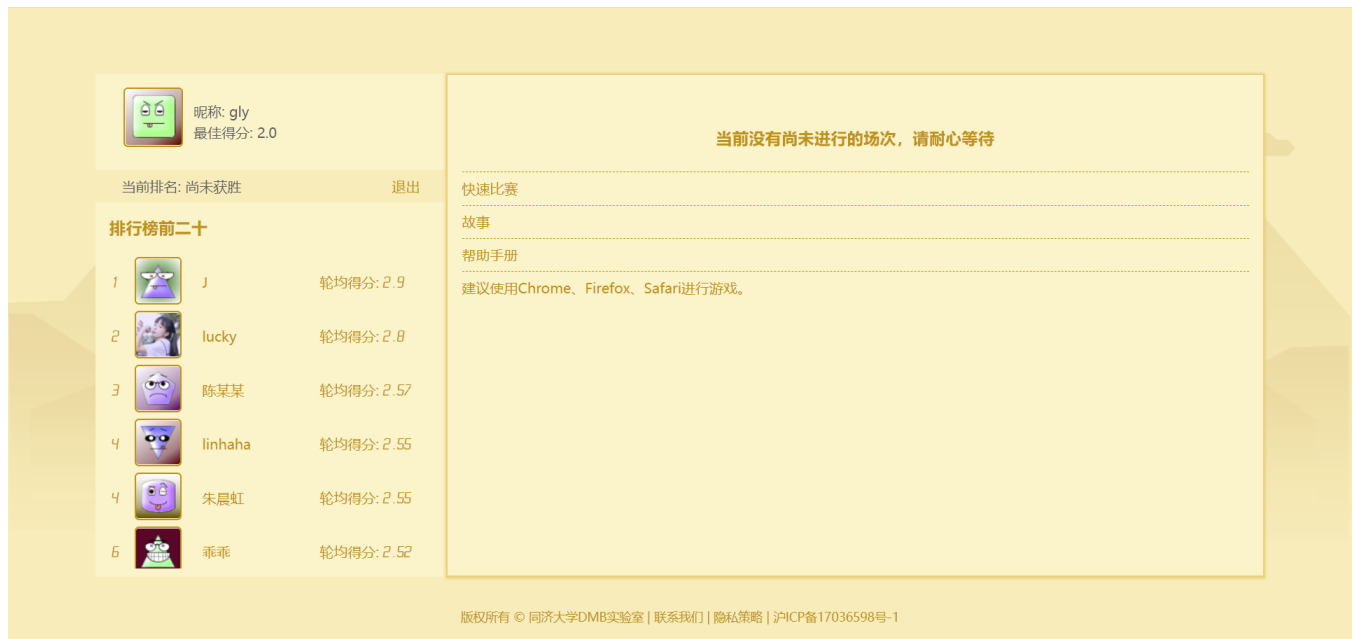 昵称: gly
最佳得分: 2.0
当前排名: 尚未获胜 退出
排行榜前二十
1 J 轮均得分: 2.9
2 lucky 轮均得分: 2.8
3 陈某某 轮均得分: 2.57
4 linhaha 轮均得分: 2.55
4 朱晨虹 轮均得分: 2.55
6 乖乖 轮均得分: 2.52
当前没有尚未进行的场次，请耐心等待
快速比赛
故事
帮助手册
建议使用Chrome、Firefox、Safari进行游戏。
版权所有 © 同济大学DMB实验室 | 联系我们 | 隐私策略 | 沪ICP备17036598号-1